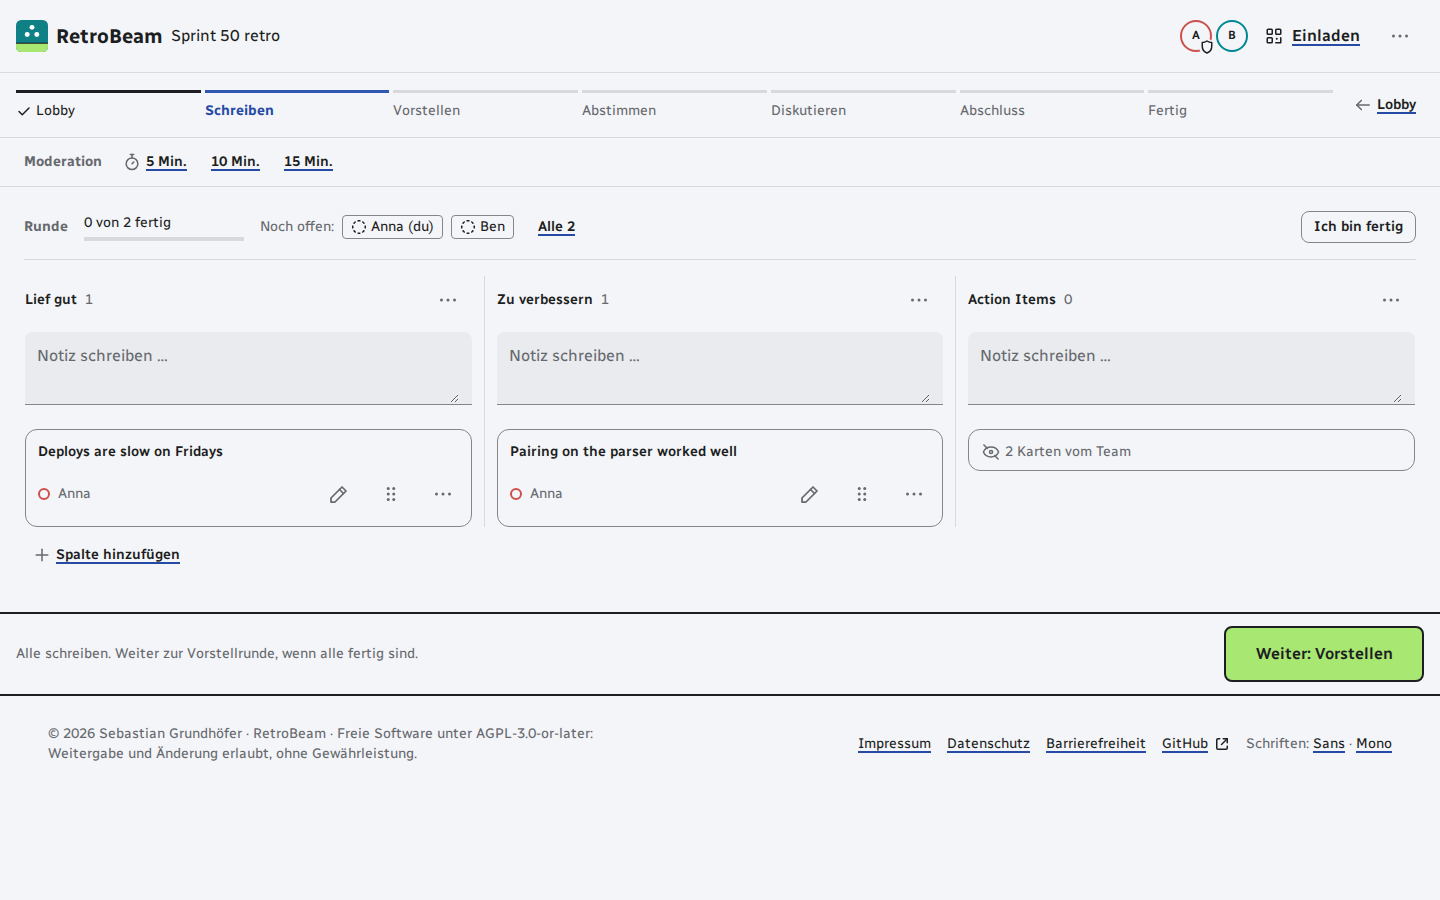 RetroBeam Sprint 50 retro
A B Einladen
Lobby
Schreiben
Vorstellen
Abstimmen
Diskutieren
Abschluss
Fertig
Lobby
Moderation 5 Min. 10 Min. 15 Min.
Runde 0 von 2 fertig Noch offen: Anna (du) Ben Alle 2 Ich bin fertig
Lief gut 1
Notiz schreiben ...
Deploys are slow on Fridays
Anna
Zu verbessern 1
Notiz schreiben ...
Pairing on the parser worked well
Anna
Action Items 0
Notiz schreiben ...
2 Karten vom Team
Spalte hinzufügen
Alle schreiben. Weiter zur Vorstellrunde, wenn alle fertig sind.
Weiter: Vorstellen
© 2026 Sebastian Grundhöfer · RetroBeam · Freie Software unter AGPL-3.0-or-later:
Weitergabe und Änderung erlaubt, ohne Gewährleistung.
Impressum Datenschutz Barrierefreiheit GitHub Schriften: Sans · Mono